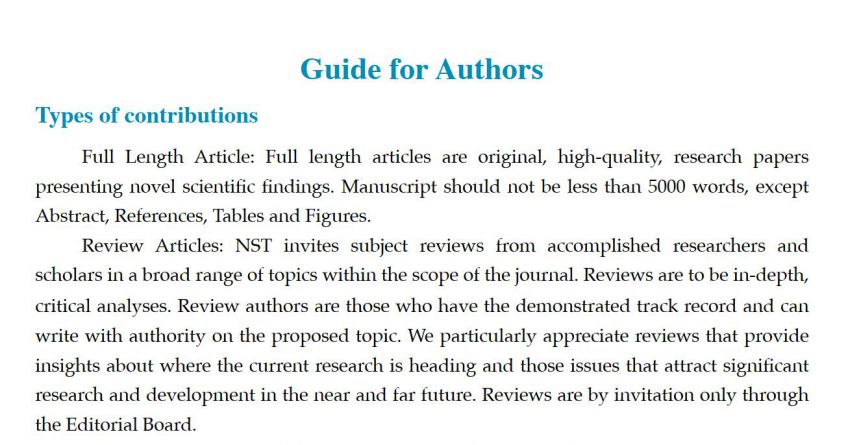 Guide for Authors
Types of contributions
Full Length Article: Full length articles are original, high-quality, research papers
presenting novel scientific findings. Manuscript should not be less than 5000 words, except
Abstract, References, Tables and Figures.
Review Articles: NST invites subject reviews from accomplished researchers and
scholars in a broad range of topics within the scope of the journal. Reviews are to be in-depth,
critical analyses. Review authors are those who have the demonstrated track record and can
write with authority on the proposed topic. We particularly appreciate reviews that provide
insights about where the current research is heading and those issues that attract significant
research and development in the near and far future. Reviews are by invitation only through
the Editorial Board.